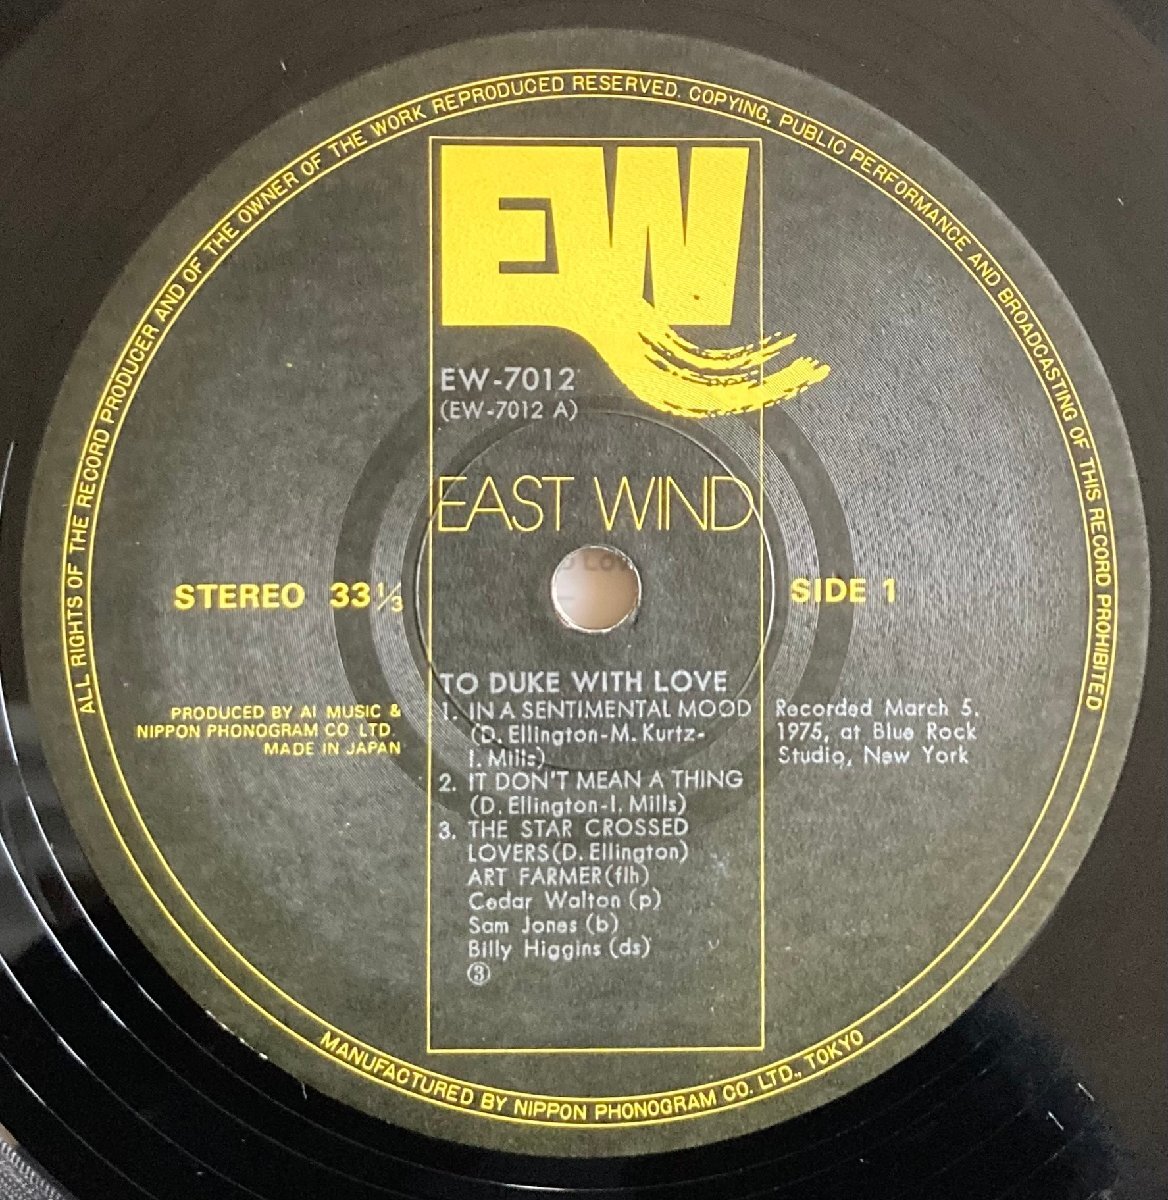 ALL RIGHTS OF THE RECORD PRODUCER AND OF THE OWNER OF THE WORK REPRODUCED RESERVED. COPYING, PUBLIC PERFORMANCE AND BROADCASTING OF THIS RECORD PROHIBITED
EW
EW-7012
(EW-7012 A)
EAST WIND
STEREO 33⅓
SIDE 1
TO DUKE WITH LOVE
1. IN A SENTIMENTAL MOOD
(D. Ellington-M. Kurtz-
I. Mills)
2. IT DON'T MEAN A THING
(D. Ellington-I. Mills)
3. THE STAR CROSSED
LOVERS(D. Ellington)
ART FARMER(flh)
Cedar Walton (p)
Sam Jones (b)
Billy Higgins (ds)
③
PRODUCED BY AI MUSIC &
NIPPON PHONOGRAM CO LTD.
MADE IN JAPAN
Recorded March 5.
1975, at Blue Rock
Studio, New York
MANUFACTURED BY NIPPON PHONOGRAM CO. LTD., TOKYO